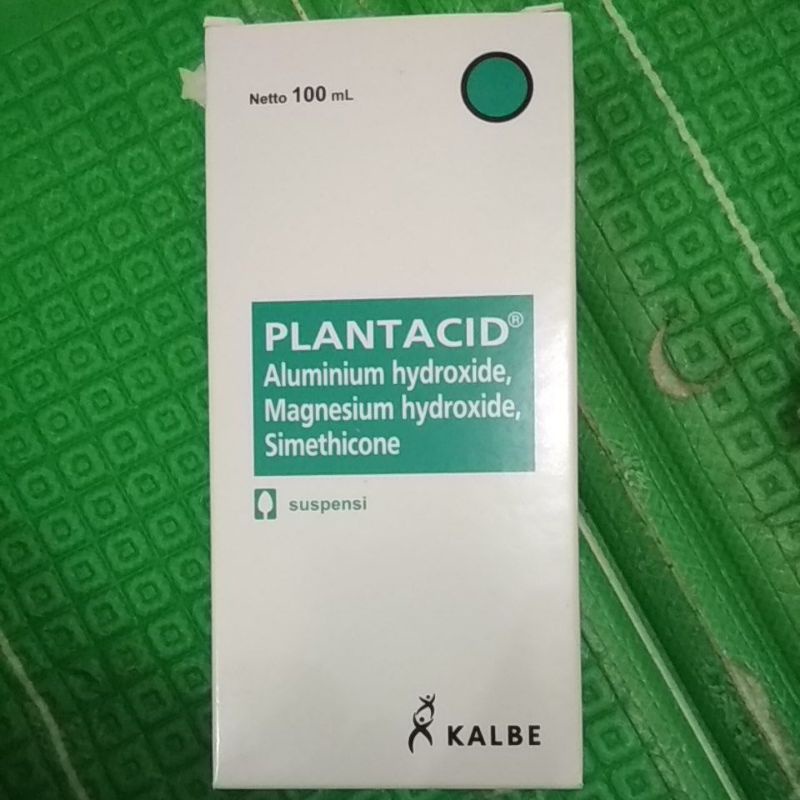 Netto 100 mL
PLANTACID®
Aluminium hydroxide,
Magnesium hydroxide,
Simethicone
suspensi
KALBE